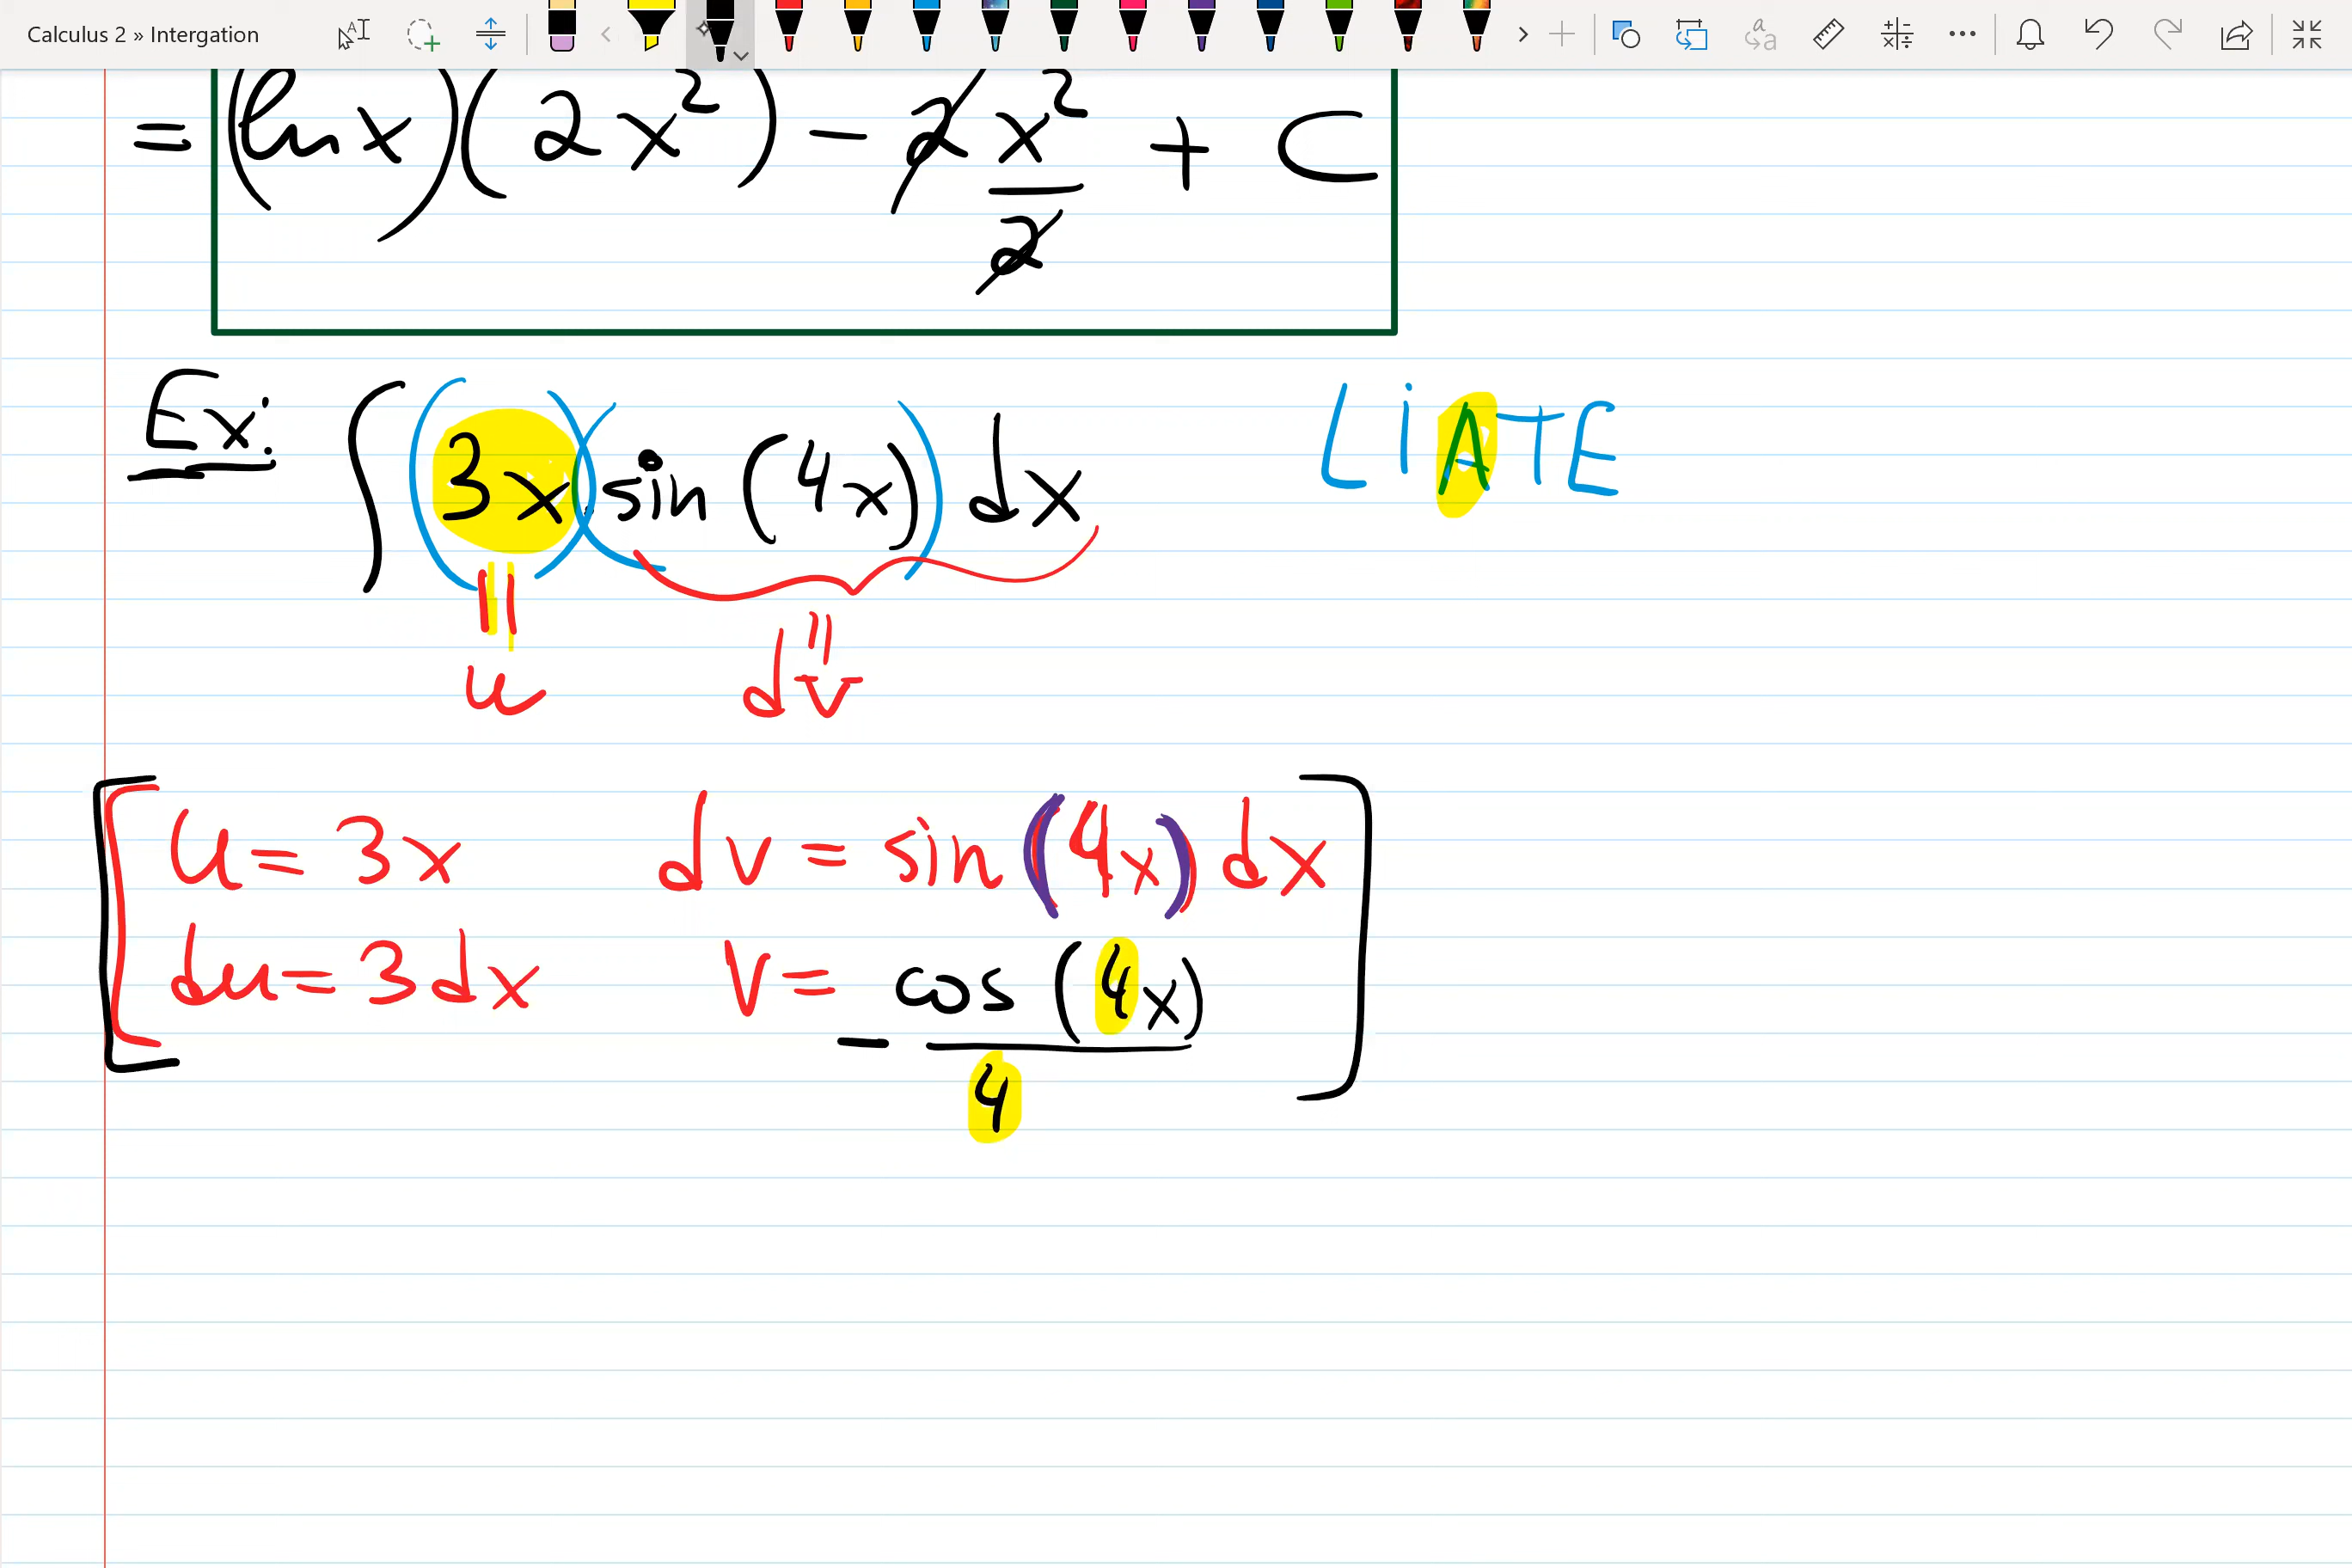 Calculus 2 » Intergation
= (ln x)(2x²) - 2 x²/2 + C
Ex: ∫ (3x)(sin (4x)) dx LiATE
= =
u dv
u = 3x dv = sin (4x) dx
du = 3dx v = - cos (4x)/4